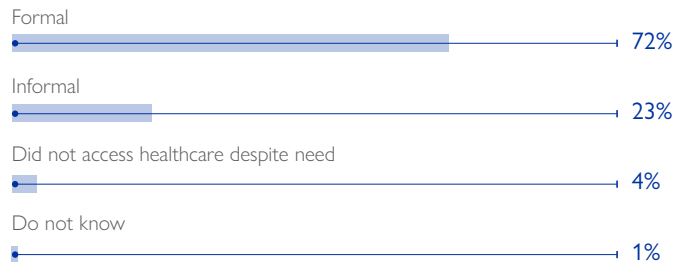 Formal
72%
Informal
23%
Did not access healthcare despite need
4%
Do not know
1%